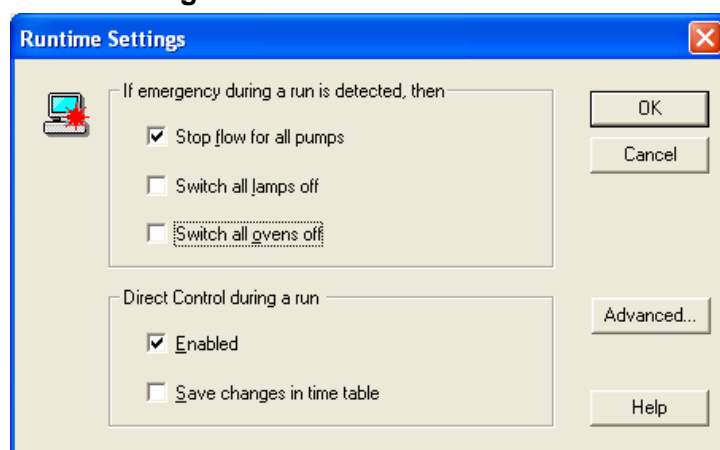 Runtime Settings
If emergency during a run is detected, then
Stop flow for all pumps
Switch all lamps off
Switch all ovens off
OK
Cancel
Direct Control during a run
Enabled
Save changes in time table
Advanced...
Help